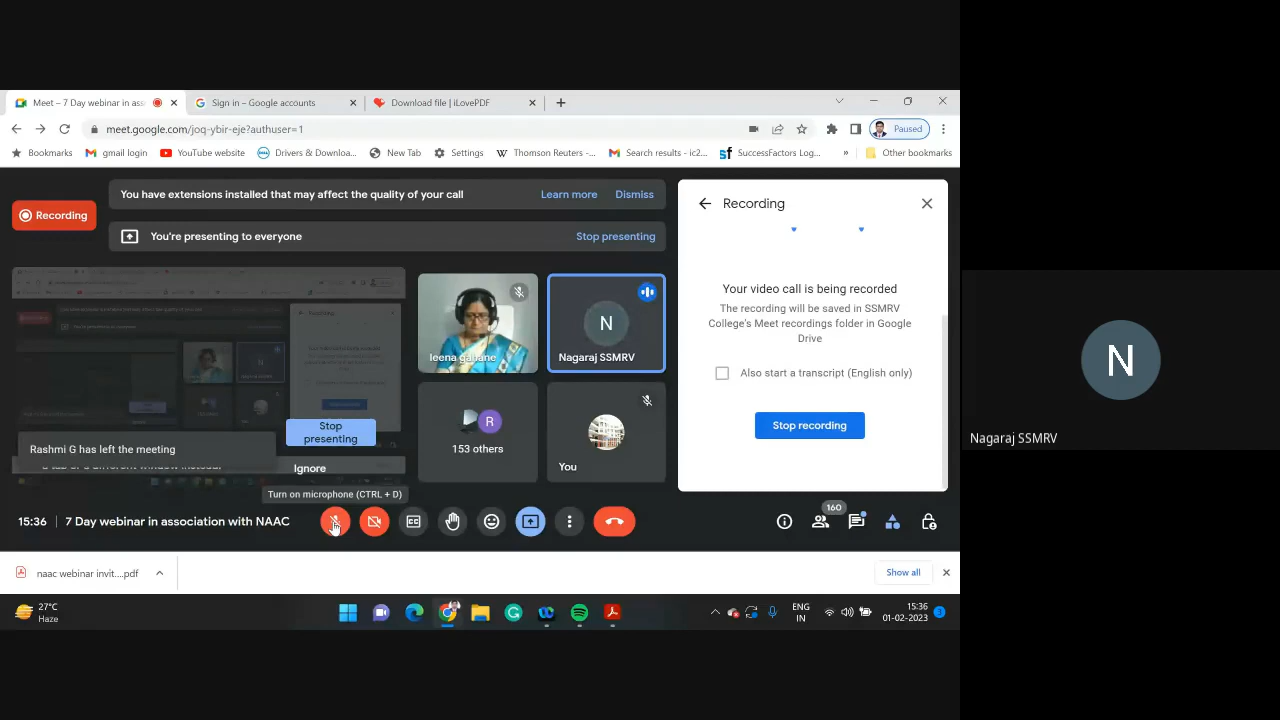 Meet – 7 Day webinar in ass
Sign in – Google accounts
Download file | iLovePDF
meet.google.com/joq-ybir-eje?authuser=1
Paused
Bookmarks
gmail login
YouTube website
Drivers & Downloa...
New Tab
Settings
Thomson Reuters -...
Search results - ic2...
SuccessFactors Log...
»
Other bookmarks
You have extensions installed that may affect the quality of your call
Learn more
Dismiss
Recording
You're presenting to everyone
Stop presenting
Recording
Your video call is being recorded
The recording will be saved in SSMRV
College's Meet recordings folder in Google
Drive
Also start a transcript (English only)
Stop recording
N
leena gahane
Nagaraj SSMRV
R
153 others
You
Stop
presenting
Rashmi G has left the meeting
Ignore
Turn on microphone (CTRL + D)
15:36
7 Day webinar in association with NAAC
160
naac webinar invit....pdf
Show all
27°C
Haze
ENG
IN
15:36
01-02-2023
N
Nagaraj SSMRV